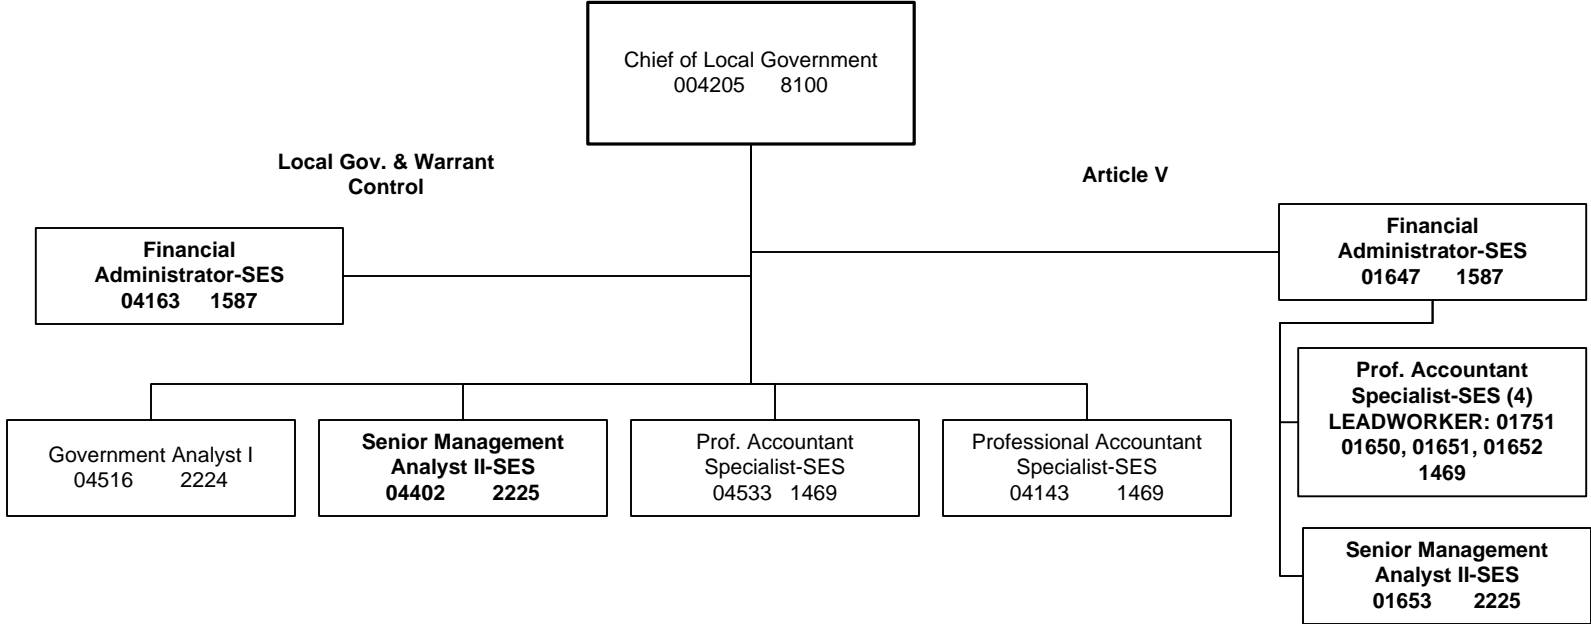 Chief of Local Government
004205 8100
Local Gov. & Warrant
Control
Article V
Financial
Administrator-SES
04163 1587
Financial
Administrator-SES
01647 1587
Government Analyst I
04516 2224
Senior Management
Analyst II-SES
04402 2225
Prof. Accountant
Specialist-SES
04533 1469
Professional Accountant
Specialist-SES
04143 1469
Prof. Accountant
Specialist-SES (4)
LEADWORKER: 01751
01650, 01651, 01652
1469
Senior Management
Analyst II-SES
01653 2225